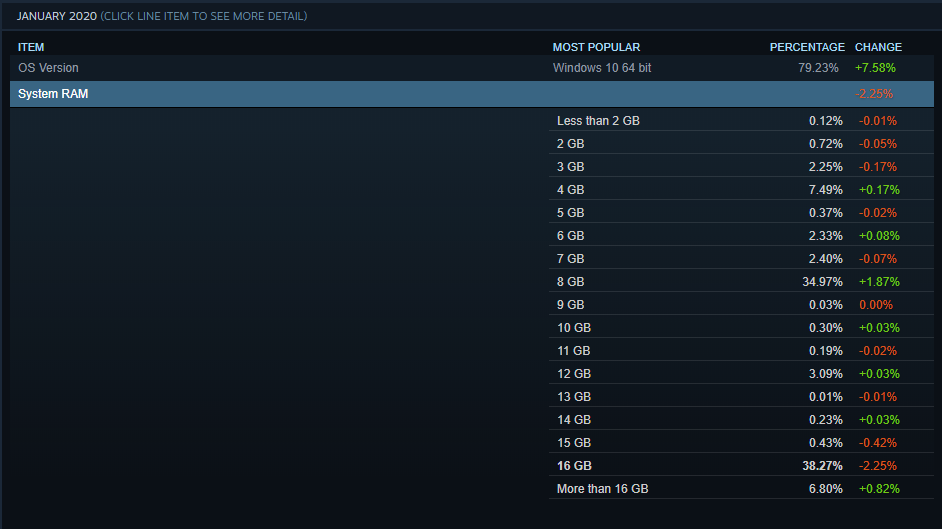 JANUARY 2020 (CLICK LINE ITEM TO SEE MORE DETAIL)
ITEM MOST POPULAR PERCENTAGE CHANGE
OS Version Windows 10 64 bit 79.23% +7.58%
System RAM -2.25%
Less than 2 GB 0.12% -0.01%
2 GB 0.72% -0.05%
3 GB 2.25% -0.17%
4 GB 7.49% +0.17%
5 GB 0.37% -0.02%
6 GB 2.33% +0.08%
7 GB 2.40% -0.07%
8 GB 34.97% +1.87%
9 GB 0.03% 0.00%
10 GB 0.30% +0.03%
11 GB 0.19% -0.02%
12 GB 3.09% +0.03%
13 GB 0.01% -0.01%
14 GB 0.23% +0.03%
15 GB 0.43% -0.42%
16 GB 38.27% -2.25%
More than 16 GB 6.80% +0.82%